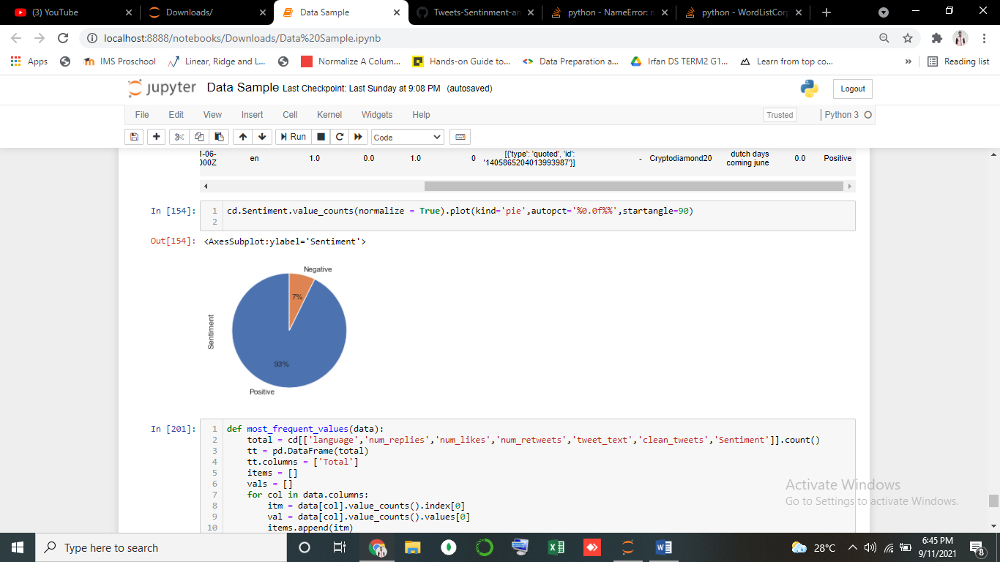 (3) YouTube
Downloads/
Data Sample
Tweets-Sentinment-an
python - NameError: n
python - WordListCorp
localhost:8888/notebooks/Downloads/Data%20Sample.ipynb
Apps
IMS Proschool
Linear, Ridge and L...
Normalize A Colum...
Hands-on Guide to...
Data Preparation a...
Irfan DS TERM2 G1...
Learn from top co...
»
Reading list
jupyter Data Sample Last Checkpoint: Last Sunday at 9:08 PM (autosaved)
Logout
File Edit View Insert Cell Kernel Widgets Help
Trusted
Python 3
Run
Code
1-06-
000Z
en
1.0
0.0
1.0
0
[{'type': 'quoted', 'id':
'1405865204013993987'}]
-
Cryptodiamond20
dutch days
coming june
0.0
Positive
In [154]:
1 cd.Sentiment.value_counts(normalize = True).plot(kind='pie',autopct='%0.0f%%',startangle=90)
2
Out[154]: <AxesSubplot:ylabel='Sentiment'>
Negative
7%
Sentiment
93%
Positive
In [201]:
1 def most_frequent_values(data):
2 total = cd[['language','num_replies','num_likes','num_retweets','tweet_text','clean_tweets','Sentiment']].count()
3 tt = pd.DataFrame(total)
4 tt.columns = ['Total']
5 items = []
6 vals = []
7 for col in data.columns:
8 itm = data[col].value_counts().index[0]
9 val = data[col].value_counts().values[0]
10 items.append(itm)
Activate Windows
Go to Settings to activate Windows.
Type here to search
28°C
6:45 PM
9/11/2021
8